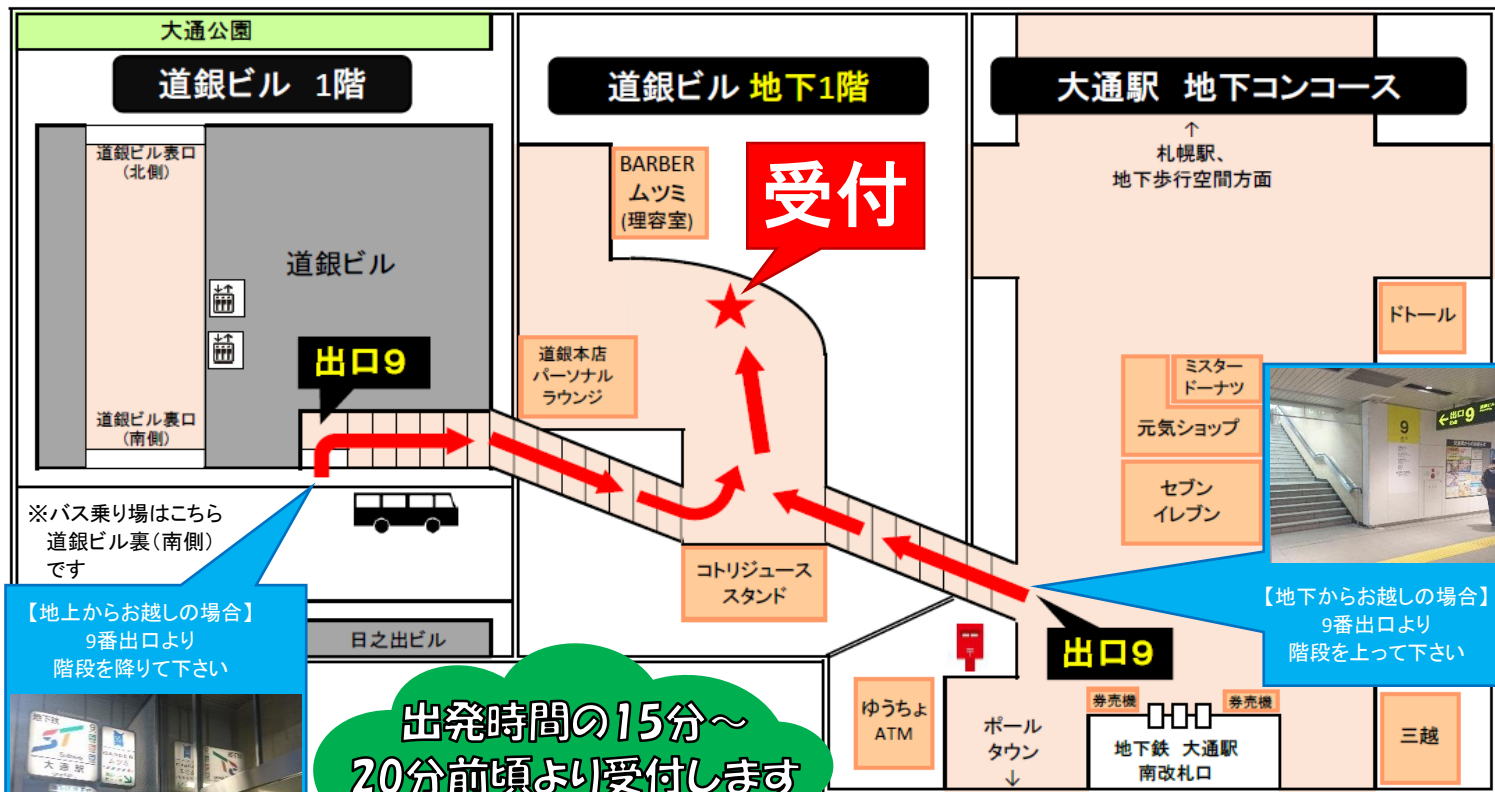 大通公園
道銀ビル 1階
道銀ビル表口
(北側)
道銀ビル
出口9
道銀ビル裏口
(南側)
※バス乗り場はこちら
道銀ビル裏(南側)
です
【地上からお越しの場合】
9番出口より
階段を降りて下さい
地下鉄
ST
大通駅
日之出ビル
道銀ビル 地下1階
BARBER
ムツミ
(理容室)
受付
道銀本店
パーソナル
ラウンジ
コトリジュース
スタンド
出発時間の15分~
20分前頃より受付します
大通駅 地下コンコース
↑
札幌駅、
地下歩行空間方面
ドトール
ミスター
ドーナツ
元気ショップ
セブン
イレブン
9
←出口9
【地下からお越しの場合】
9番出口より
階段を上って下さい
出口9
ゆうちょ
ATM
ポール
タウン
↓
券売機
券売機
地下鉄 大通駅
南改札口
三越